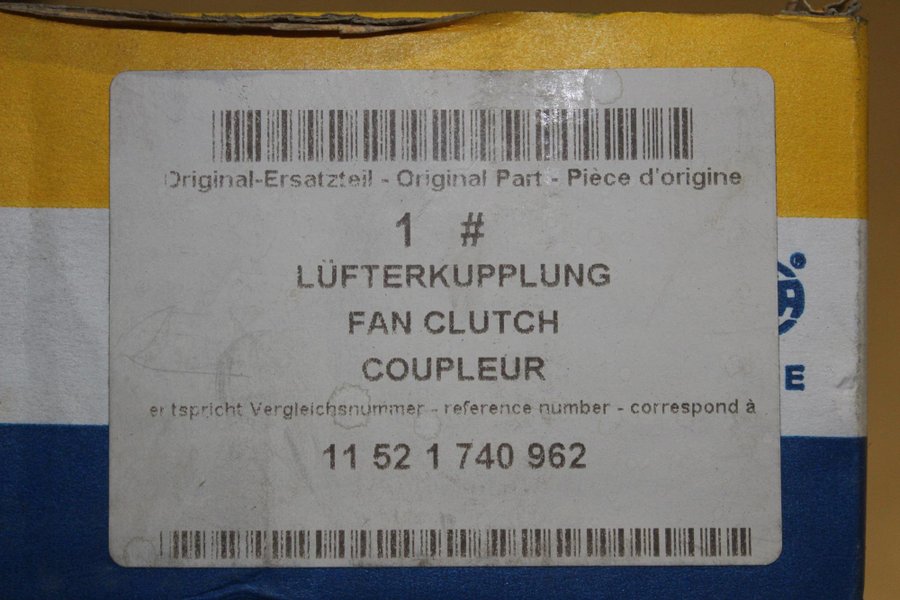 Original-Ersatzteil - Original Part - Pièce d'origine
1 #
LÜFTERKUPPLUNG
FAN CLUTCH
COUPLEUR
entspricht Vergleichsnummer - reference number - correspond à
11 52 1 740 962